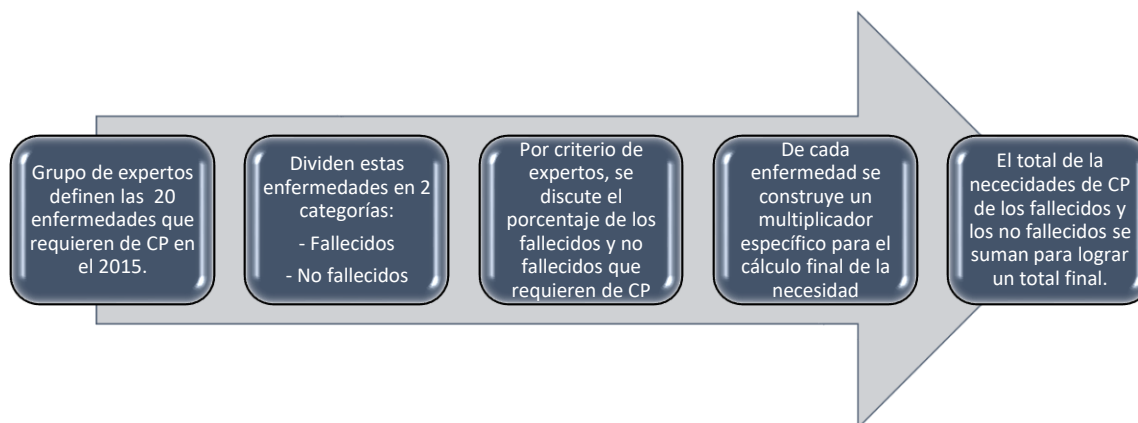 Grupo de expertos
definen las 20
enfermedades que
requieren de CP en
el 2015.
Dividen estas
enfermedades en 2
categorías:
- Fallecidos
- No fallecidos
Por criterio de
expertos, se
discute el
porcentaje de los
fallecidos y no
fallecidos que
requieren de CP
De cada
enfermedad se
construye un
multiplicador
específico para el
cálculo final de la
necesidad
El total de la
nececidades de CP
de los fallecidos y
los no fallecidos se
suman para lograr
un total final.